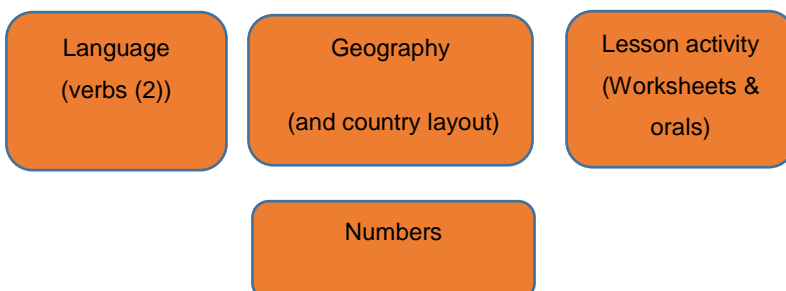 Language
(verbs (2))
Geography
(and country layout)
Lesson activity
(Worksheets &
orals)
Numbers